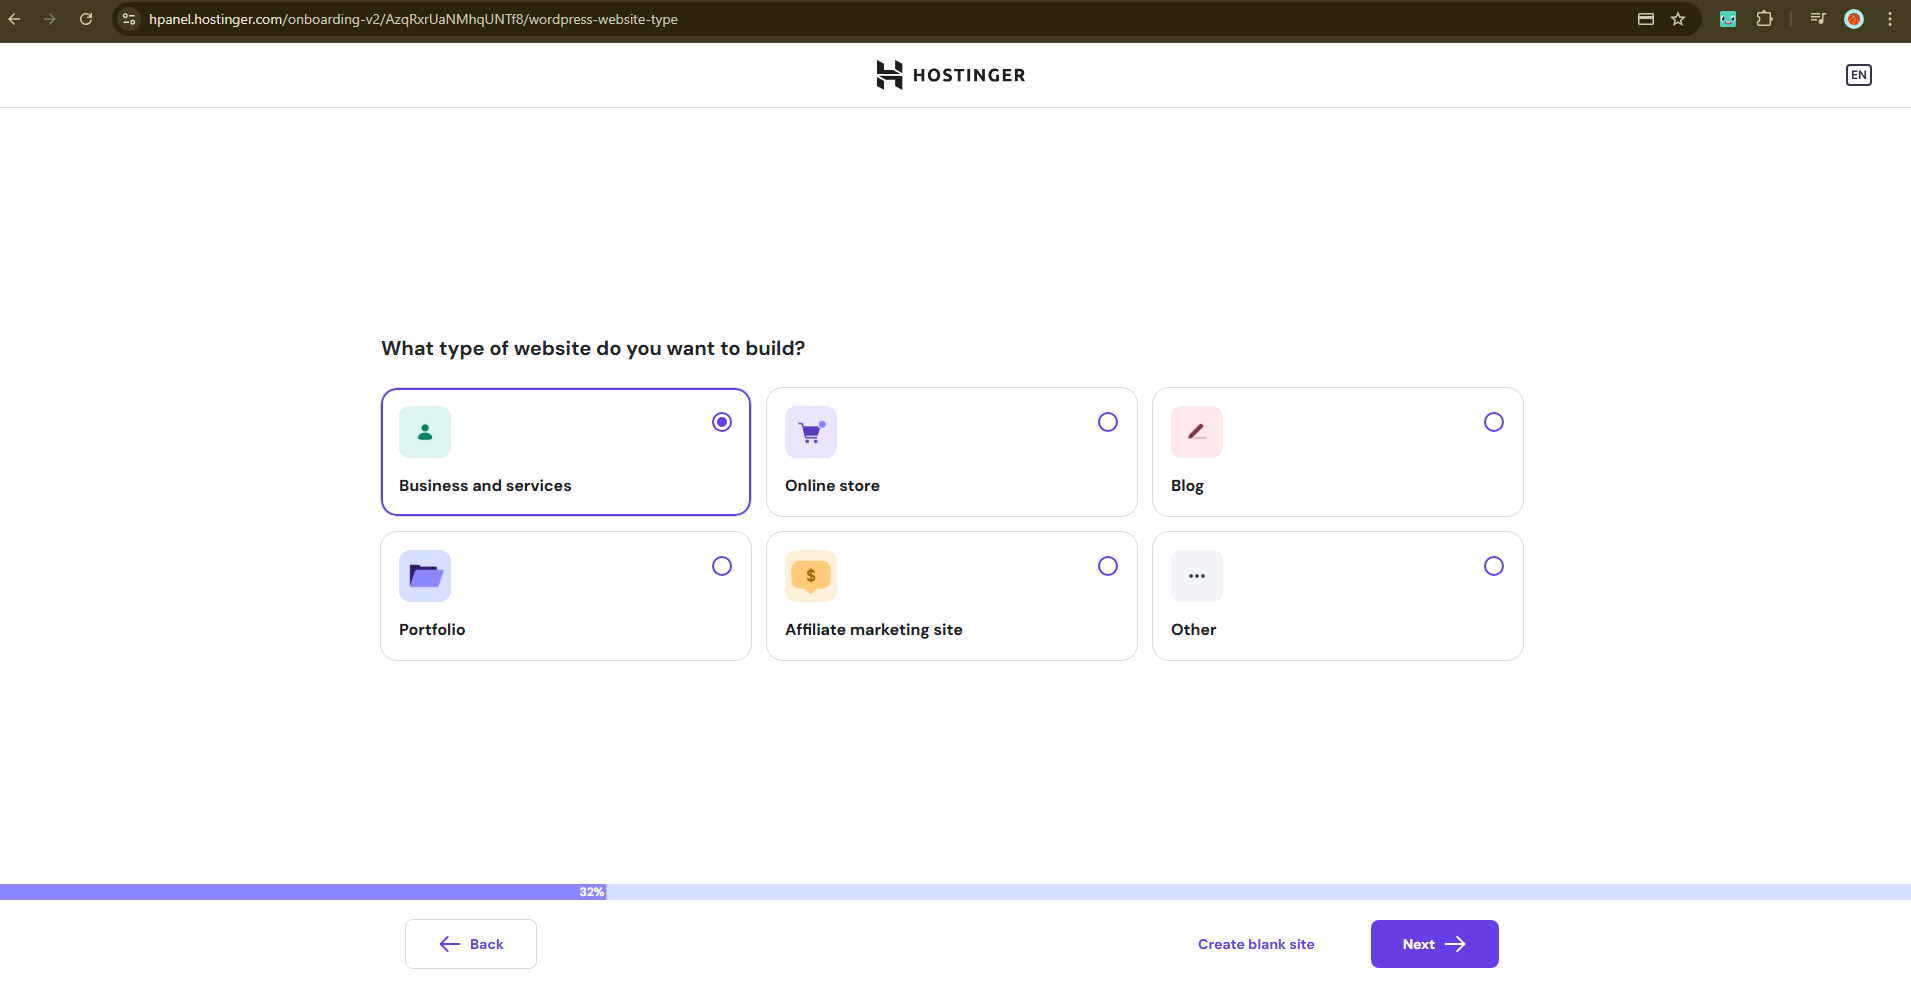 hpanel.hostinger.com/onboarding-v2/AzqRxrUaNMhqUNTf8/wordpress-website-type
HOSTINGER
EN
What type of website do you want to build?
Business and services
Online store
Blog
Portfolio
$
Affiliate marketing site
Other
32%
Back
Create blank site
Next